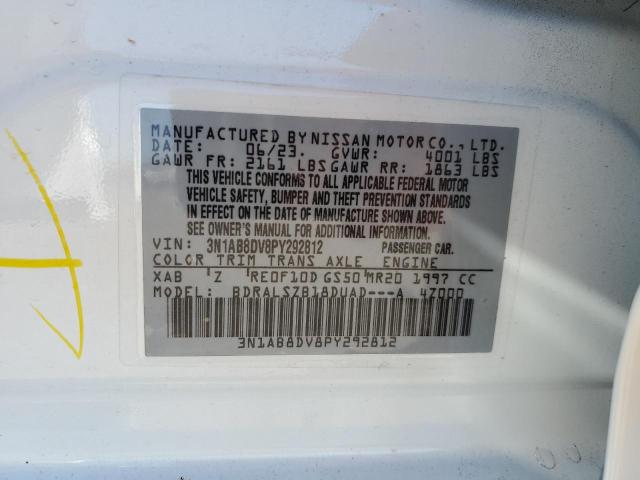 MANUFACTURED BY NISSAN MOTOR CO., LTD.
DATE: 06/23. GVWR: 4001 LBS
GAWR FR: 2161 LBS GAWR RR: 1863 LBS
THIS VEHICLE CONFORMS TO ALL APPLICABLE FEDERAL MOTOR
VEHICLE SAFETY, BUMPER AND THEFT PREVENTION STANDARDS
IN EFFECT ON THE DATE OF MANUFACTURE SHOWN ABOVE.
SEE OWNER'S MANUAL FOR ADDITIONAL INFORMATION.
VIN: 3N1AB8DV8PY292812 PASSENGER CAR.
COLOR TRIM TRANS AXLE ENGINE
XAB 'Z RE0F10D GS50 MR20 1997 CC
MODEL: BDRALSZB18DUAD---A 4Z000
3N1AB8DV8PY292812